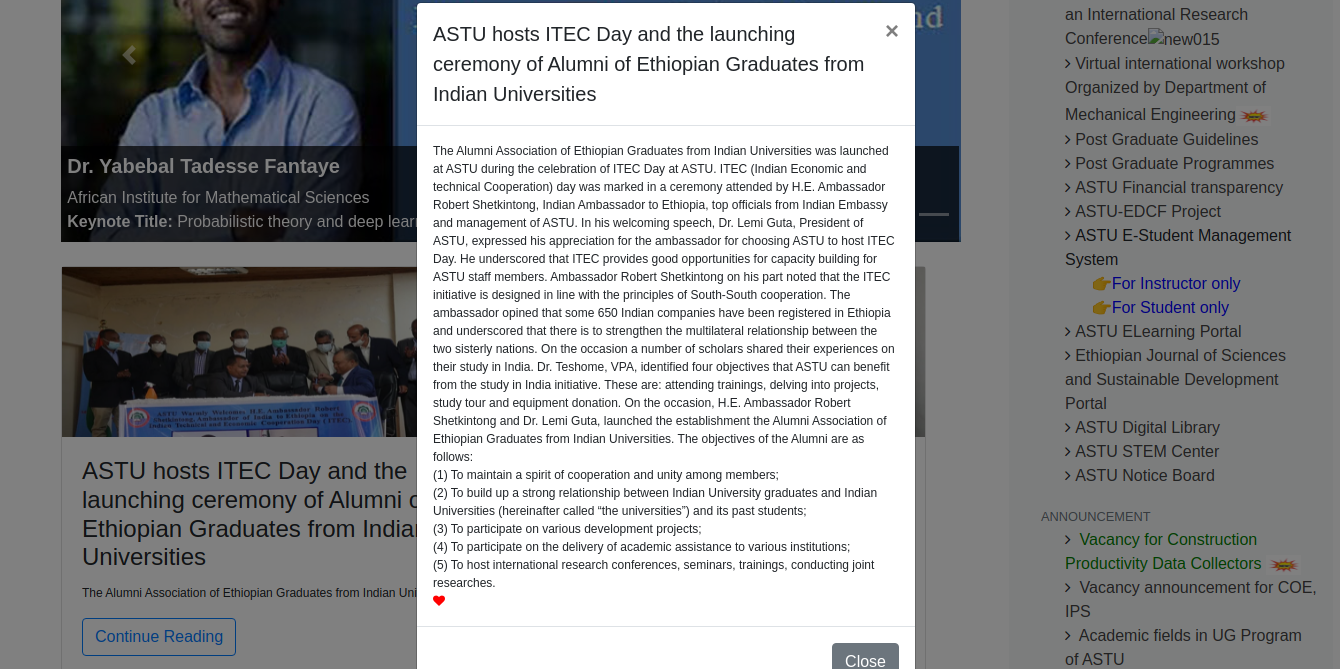 nd
Dr. Yabebal Tadesse Fantaye
African Institute for Mathematical Sciences
Keynote Title: Probabilistic theory and deep learn
ASTU hosts ITEC Day and the
launching ceremony of Alumni o
Ethiopian Graduates from Indian
Universities
The Alumni Association of Ethiopian Graduates from Indian Uni
Continue Reading
ASTU hosts ITEC Day and the launching
ceremony of Alumni of Ethiopian Graduates from
Indian Universities
×
The Alumni Association of Ethiopian Graduates from Indian Universities was launched
at ASTU during the celebration of ITEC Day at ASTU. ITEC (Indian Economic and
technical Cooperation) day was marked in a ceremony attended by H.E. Ambassador
Robert Shetkintong, Indian Ambassador to Ethiopia, top officials from Indian Embassy
and management of ASTU. In his welcoming speech, Dr. Lemi Guta, President of
ASTU, expressed his appreciation for the ambassador for choosing ASTU to host ITEC
Day. He underscored that ITEC provides good opportunities for capacity building for
ASTU staff members. Ambassador Robert Shetkintong on his part noted that the ITEC
initiative is designed in line with the principles of South-South cooperation. The
ambassador opined that some 650 Indian companies have been registered in Ethiopia
and underscored that there is to strengthen the multilateral relationship between the
two sisterly nations. On the occasion a number of scholars shared their experiences on
their study in India. Dr. Teshome, VPA, identified four objectives that ASTU can benefit
from the study in India initiative. These are: attending trainings, delving into projects,
study tour and equipment donation. On the occasion, H.E. Ambassador Robert
Shetkintong and Dr. Lemi Guta, launched the establishment the Alumni Association of
Ethiopian Graduates from Indian Universities. The objectives of the Alumni are as
follows:
(1) To maintain a spirit of cooperation and unity among members;
(2) To build up a strong relationship between Indian University graduates and Indian
Universities (hereinafter called “the universities”) and its past students;
(3) To participate on various development projects;
(4) To participate on the delivery of academic assistance to various institutions;
(5) To host international research conferences, seminars, trainings, conducting joint
researches.
Close
an International Research
Conference new015
Virtual international workshop
Organized by Department of
Mechanical Engineering
Post Graduate Guidelines
Post Graduate Programmes
ASTU Financial transparency
ASTU-EDCF Project
ASTU E-Student Management
System
👉For Instructor only
👉For Student only
ASTU ELearning Portal
Ethiopian Journal of Sciences
and Sustainable Development
Portal
ASTU Digital Library
ASTU STEM Center
ASTU Notice Board
ANNOUNCEMENT
Vacancy for Construction
Productivity Data Collectors
Vacancy announcement for COE,
IPS
Academic fields in UG Program
of ASTU